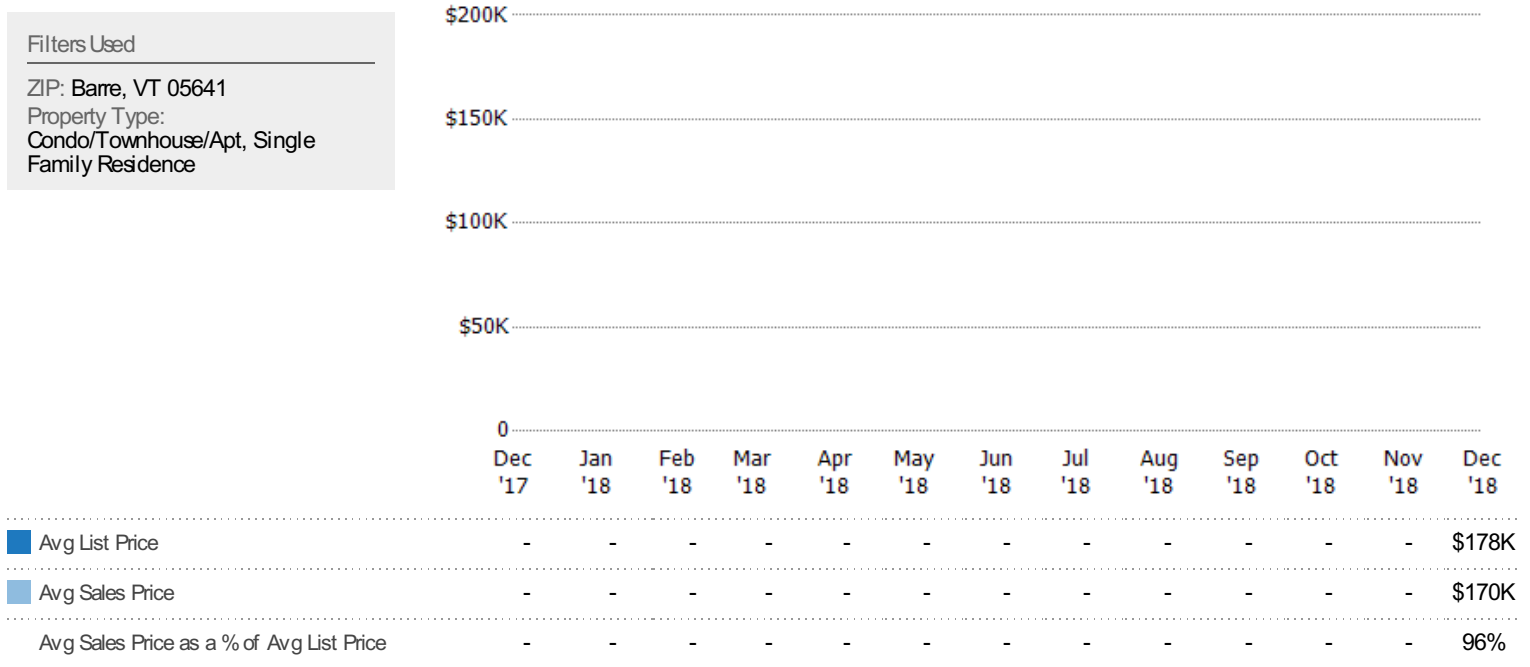 Filters Used
ZIP: Barre, VT 05641
Property Type:
Condo/Townhouse/Apt, Single
Family Residence
$200K
$150K
$100K
$50K
0
Dec Jan Feb Mar Apr May Jun Jul Aug Sep Oct Nov Dec
'17 '18 '18 '18 '18 '18 '18 '18 '18 '18 '18 '18 '18
Avg List Price - - - - - - - - - - - - $178K
Avg Sales Price - - - - - - - - - - - - $170K
Avg Sales Price as a % of Avg List Price - - - - - - - - - - - - 96%